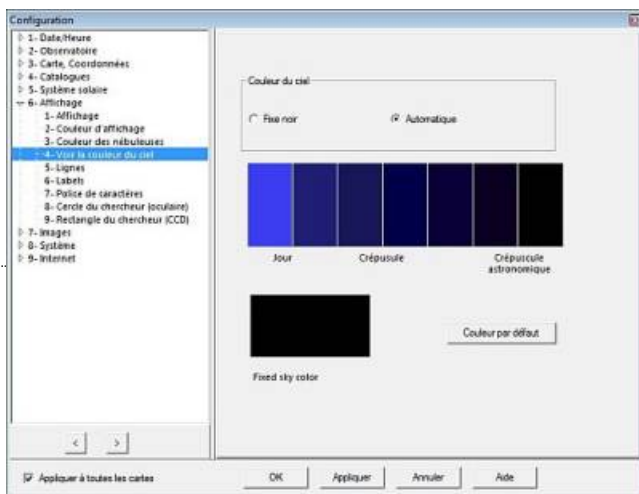 Configuration
1- Date/Heure
2- Observatoire
3- Carte, Coordonnées
4- Catalogues
5- Système solaire
6- Affichage
1- Affichage
2- Couleur d'affichage
3- Couleur des nébuleuses
4- Voir la couleur du ciel
5- Lignes
6- Labels
7- Police de caractères
8- Cercle du chercheur (oculaire)
9- Rectangle du chercheur (CCD)
7- Images
8- Système
9- Internet
< >
Appliquer à toutes les cartes
Couleur du ciel
Fixe noir Automatique
Jour Crépusule Crépuscule
astronomique
Couleur par défaut
Fixed sky color
OK Appliquer Annuler Aide